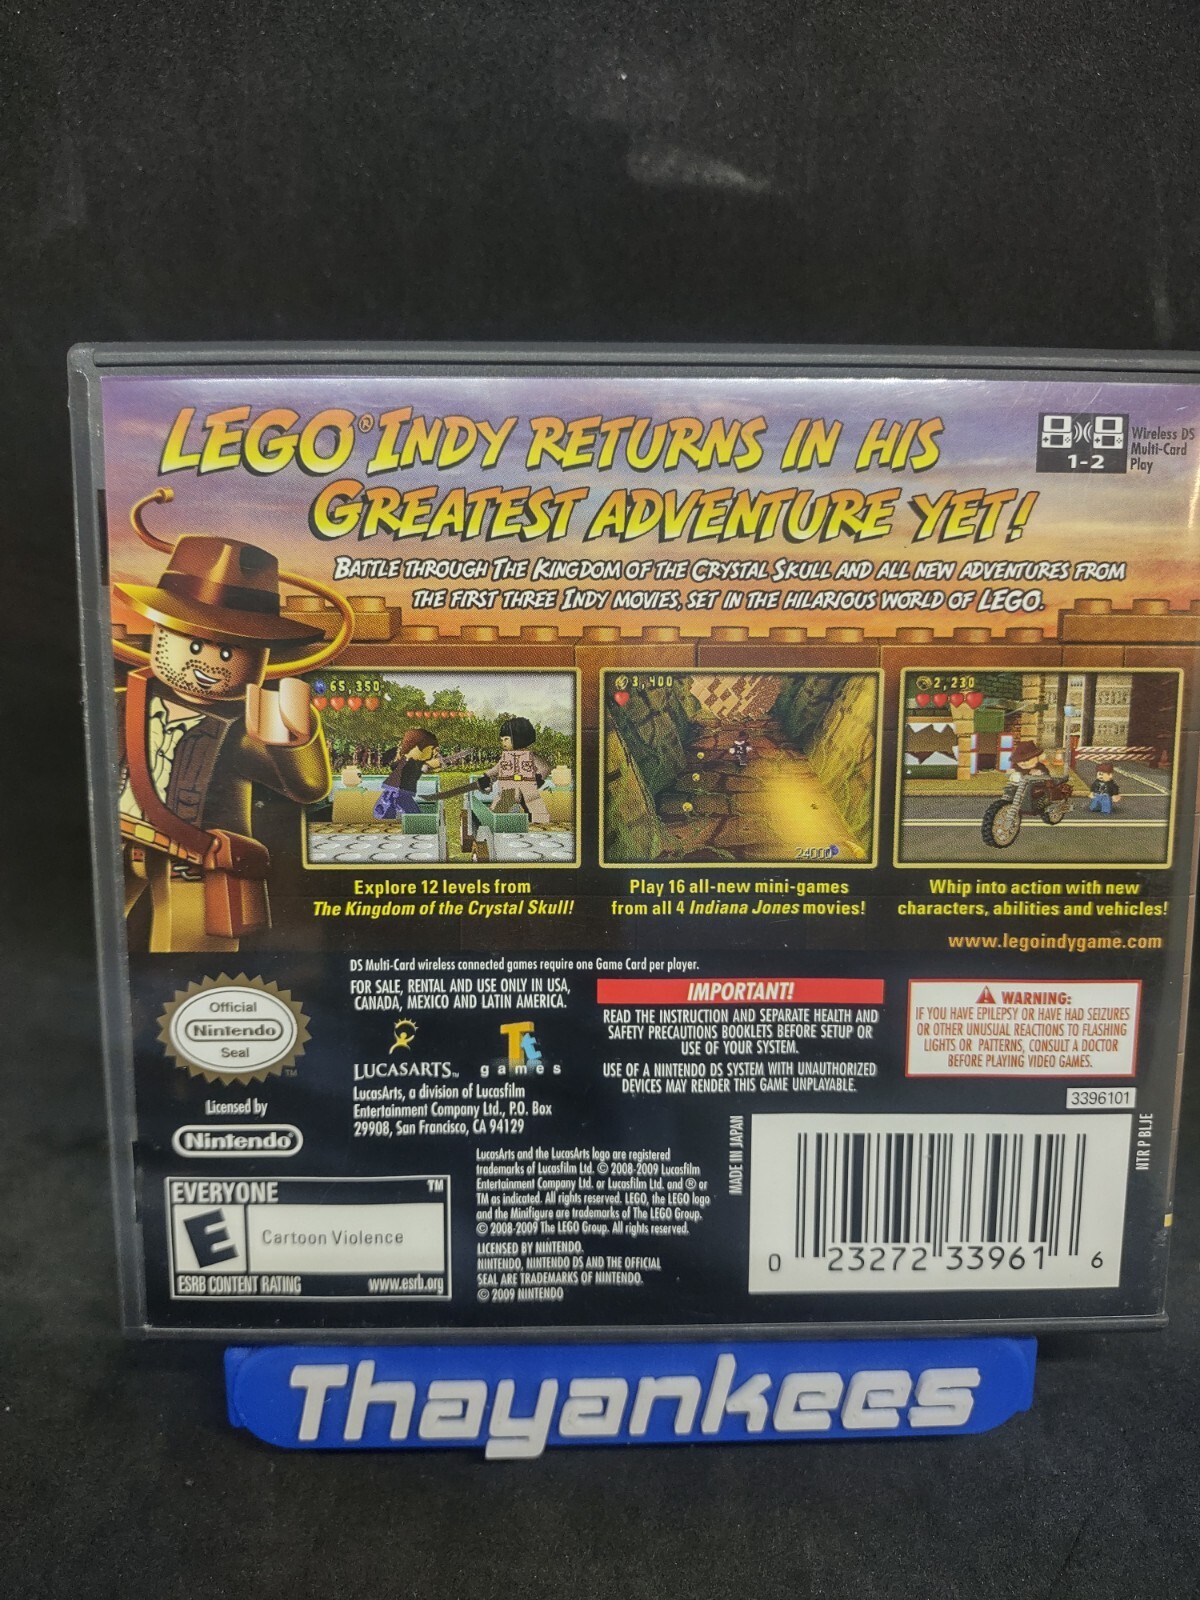 LEGO® INDY RETURNS IN HIS
GREATEST ADVENTURE YET!
BATTLE THROUGH THE KINGDOM OF THE CRYSTAL SKULL AND ALL NEW ADVENTURES FROM
THE FIRST THREE INDY MOVIES, SET IN THE HILARIOUS WORLD OF LEGO.
1-2
Wireless DS
Multi-Card
Play
65,350
3,400
24000
2,230
Explore 12 levels from
The Kingdom of the Crystal Skull!
Play 16 all-new mini-games
from all 4 Indiana Jones movies!
Whip into action with new
characters, abilities and vehicles!
www.legoindygame.com
DS Multi-Card wireless connected games require one Game Card per player.
FOR SALE, RENTAL AND USE ONLY IN USA,
CANADA, MEXICO AND LATIN AMERICA.
Official
Nintendo
Seal
TM
Licensed by
Nintendo®
LUCASARTS™
Tt
games
LucasArts, a division of Lucasfilm
Entertainment Company Ltd., P.O. Box
29908, San Francisco, CA 94129
IMPORTANT!
READ THE INSTRUCTION AND SEPARATE HEALTH AND
SAFETY PRECAUTIONS BOOKLETS BEFORE SETUP OR
USE OF YOUR SYSTEM.
USE OF A NINTENDO DS SYSTEM WITH UNAUTHORIZED
DEVICES MAY RENDER THIS GAME UNPLAYABLE.
WARNING:
IF YOU HAVE EPILEPSY OR HAVE HAD SEIZURES
OR OTHER UNUSUAL REACTIONS TO FLASHING
LIGHTS OR PATTERNS, CONSULT A DOCTOR
BEFORE PLAYING VIDEO GAMES.
3396101
MADE IN JAPAN
NTR P BLJE
0 23272 33961 6
LucasArts and the LucasArts logo are registered
trademarks of Lucasfilm Ltd. © 2008-2009 Lucasfilm
Entertainment Company Ltd. or Lucasfilm Ltd. and ® or
TM as indicated. All rights reserved. LEGO, the LEGO logo
and the Minifigure are trademarks of The LEGO Group.
© 2008-2009 The LEGO Group. All rights reserved.
LICENSED BY NINTENDO.
NINTENDO, NINTENDO DS AND THE OFFICIAL
SEAL ARE TRADEMARKS OF NINTENDO.
© 2009 NINTENDO
EVERYONE
TM
E
Cartoon Violence
ESRB CONTENT RATING
www.esrb.org
Thayankees